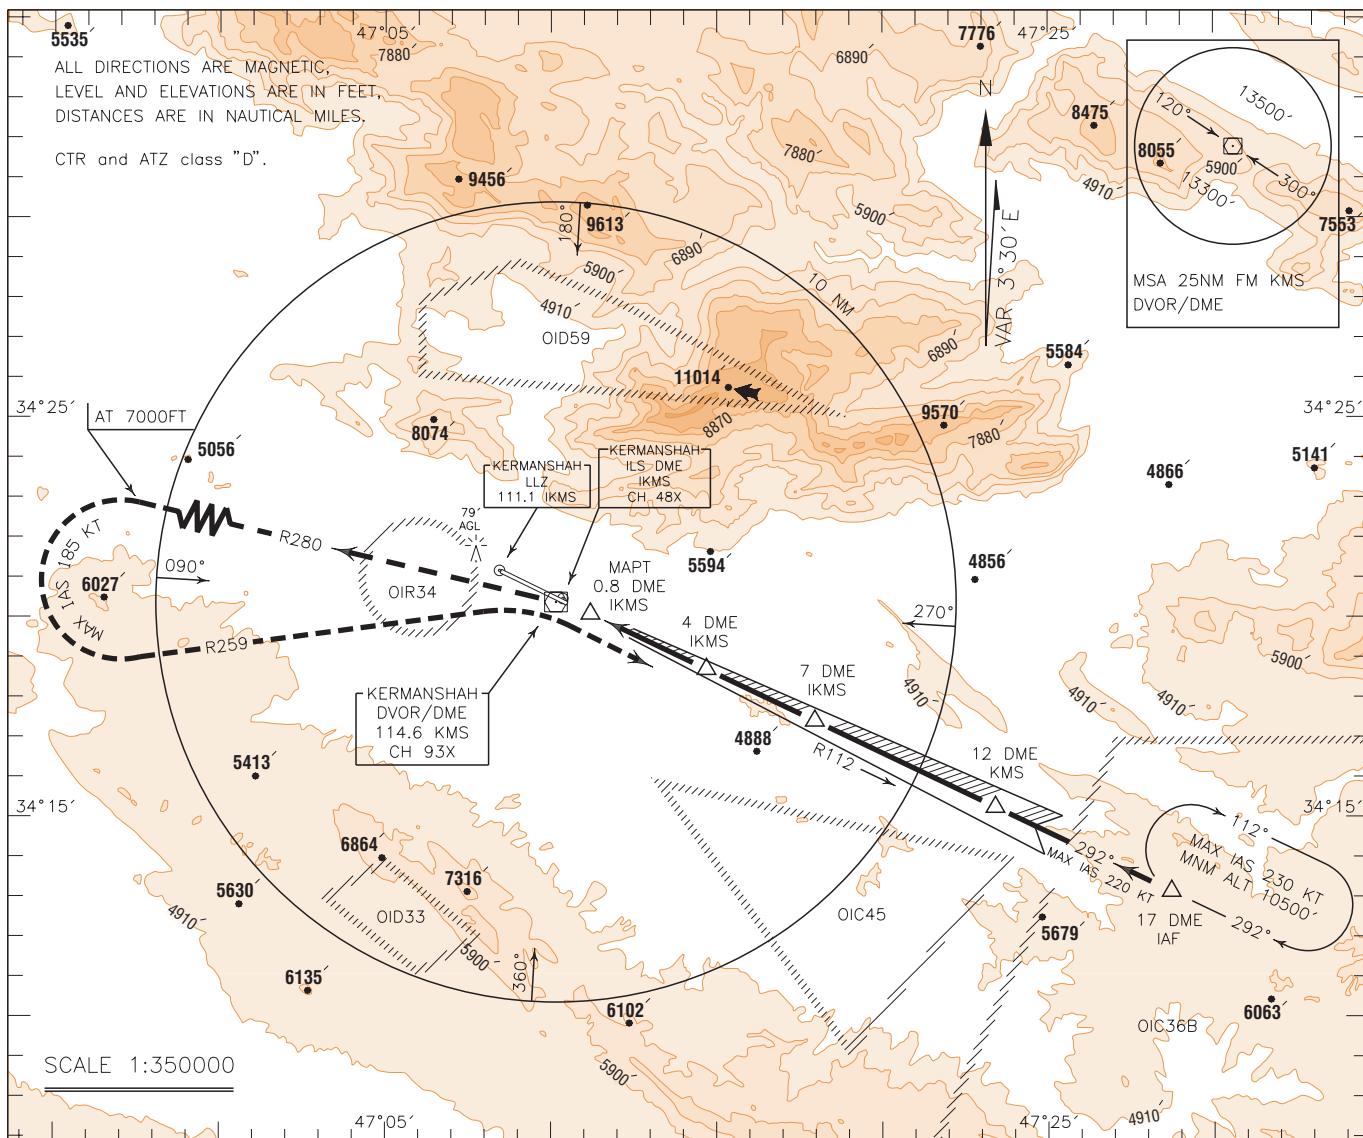 5535′
47°05′
7776′
47°25′
7880′
6890′
ALL DIRECTIONS ARE MAGNETIC,
LEVEL AND ELEVATIONS ARE IN FEET,
DISTANCES ARE IN NAUTICAL MILES.
CTR and ATZ class "D".
N
8475′
8055′
4910′
120°
13500′
5900′
13300′
300°
7553′
MSA 25NM FM KMS
DVOR/DME
7880′
9456′
9613′
180°
6890′
5900′
5900′
VAR 3°30′E
4910′
10 NM
OID59
6890′
5584′
11014′
8870′
9570′
7880′
34°25′
34°25′
AT 7000FT
8074′
5056′
KERMANSHAH
LLZ
111.1 IKMS
KERMANSHAH
ILS DME
IKMS
CH 48X
5141′
4866′
79′
AGL
R280
MAX IAS 185 KT
090°
6027′
OIR34
5594′
4856′
MAPT
0.8 DME
IKMS
270°
4 DME
IKMS
R259
7 DME
IKMS
4910′
4910′
5900′
KERMANSHAH
DVOR/DME
114.6 KMS
CH 93X
4888′
R112
12 DME
KMS
5413′
34°15′
34°15′
292°
MAX IAS 220 KT
112°
MAX IAS 230 KT
MNM ALT 10500′
292°
17 DME
IAF
6864′
7316′
5630′
4910′
OID33
OIC45
5679′
5900′
360°
6135′
6102′
6063′
OIC36B
SCALE 1:350000
5900′
47°05′
47°25′
4910′